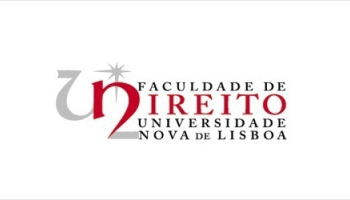 FACULDADE DE
DIREITO
UNIVERSIDADE
NOVA DE LISBOA